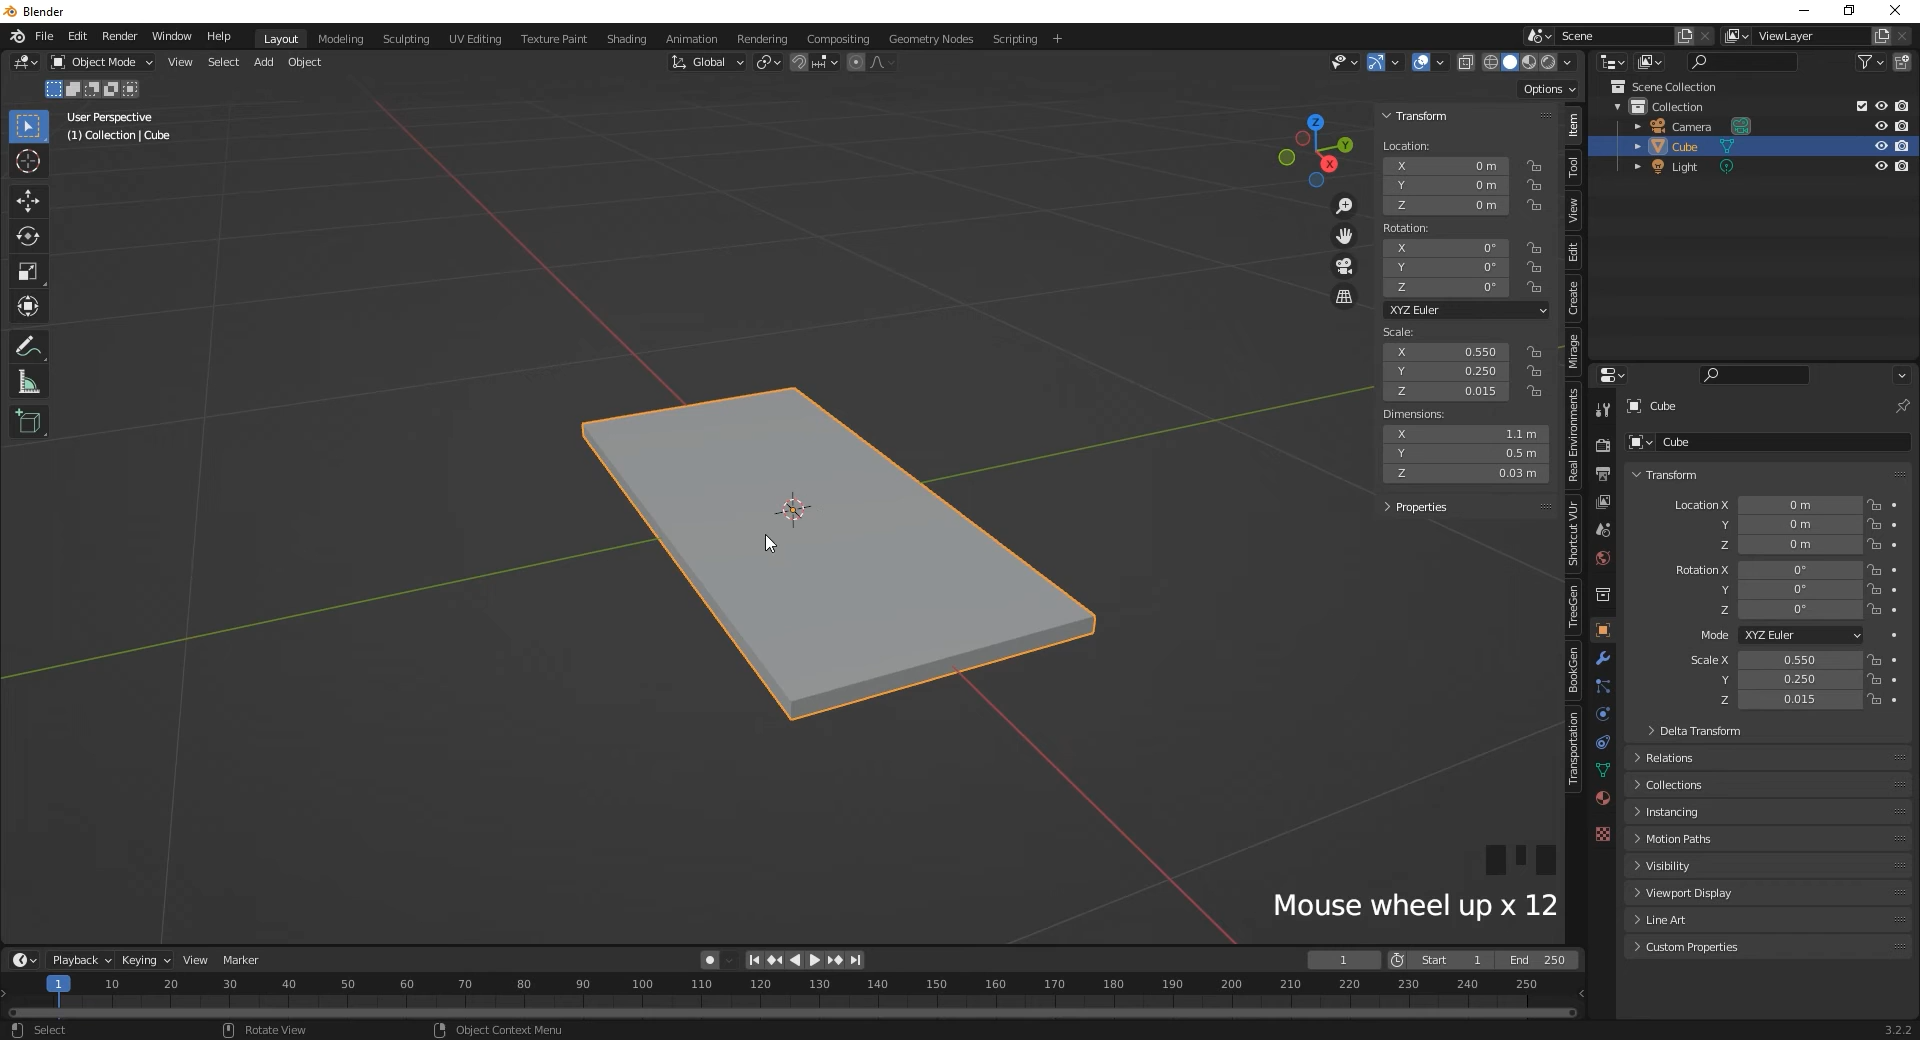 Blender
File Edit Render Window Help Layout Modeling Sculpting UV Editing Texture Paint Shading Animation Rendering Compositing Geometry Nodes Scripting + Scene ViewLayer
Object Mode View Select Add Object Global
Options
User Perspective
(1) Collection | Cube
Z
Y
X
Transform
Location:
X 0 m
Y 0 m
Z 0 m
Rotation:
X 0°
Y 0°
Z 0°
XYZ Euler
Scale:
X 0.550
Y 0.250
Z 0.015
Dimensions:
X 1.1 m
Y 0.5 m
Z 0.03 m
Properties
Item
Tool
View
Edit
Create
Mirage
Real Environments
Shortcut VUr
TreeGen
BookGen
Transportation
Scene Collection
Collection
Camera
Cube
Light
Cube
Cube
Transform
Location X 0 m
Y 0 m
Z 0 m
Rotation X 0°
Y 0°
Z 0°
Mode XYZ Euler
Scale X 0.550
Y 0.250
Z 0.015
Delta Transform
Relations
Collections
Instancing
Motion Paths
Visibility
Viewport Display
Line Art
Custom Properties
Mouse wheel up x 12
Playback Keying View Marker 1 Start 1 End 250
1 10 20 30 40 50 60 70 80 90 100 110 120 130 140 150 160 170 180 190 200 210 220 230 240 250
Select Rotate View Object Context Menu 3.2.2